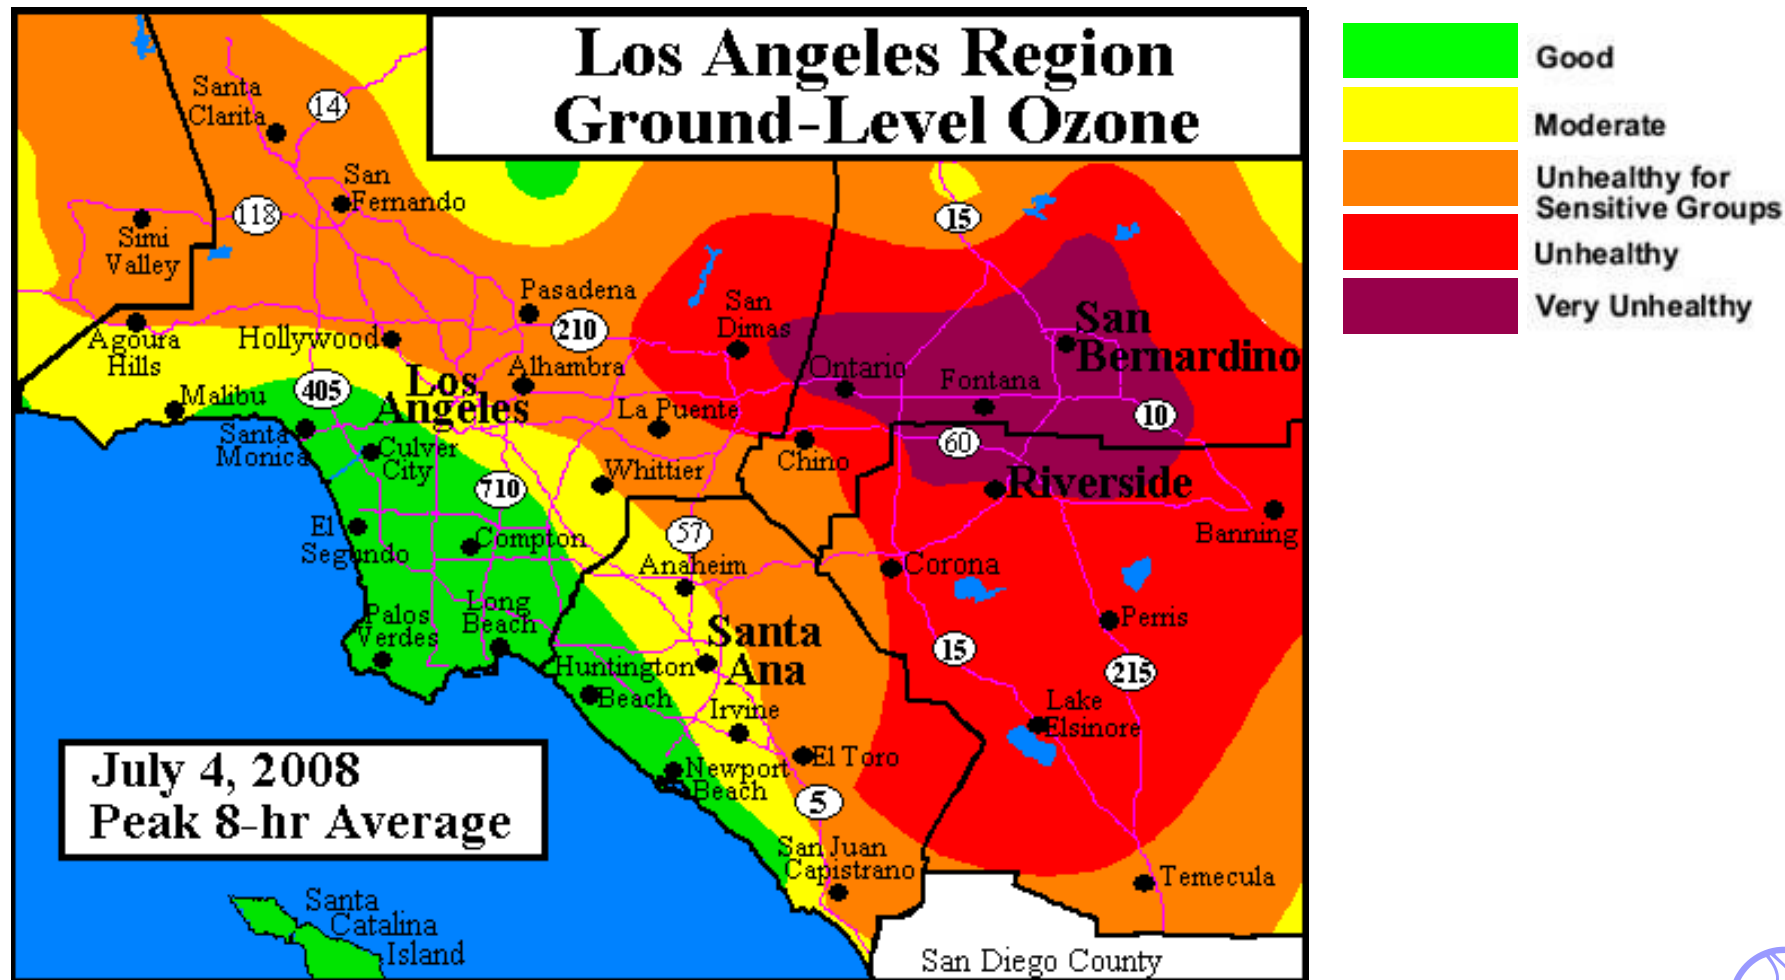 Los Angeles Region
Ground-Level Ozone
Good
Moderate
Unhealthy for
Sensitive Groups
Unhealthy
Very Unhealthy
Santa
Clarita
14
San
Fernando
118
Simi
Valley
15
Pasadena
210
San
Dimas
San
Bernardino
Agoura
Hills
Hollywood
Alhambra
Ontario
Fontana
405
Los
Angeles
Malibu
La Puente
10
Santa
Monica
Culver
City
Chino
60
Whittier
710
Riverside
Banning
El
Segundo
Compton
57
Anaheim
Corona
Palos
Verdes
Long
Beach
Perris
Santa
Ana
15
215
Huntington
Beach
Irvine
Lake
Elsinore
El Toro
Newport
Beach
5
July 4, 2008
Peak 8-hr Average
San Juan
Capistrano
Temecula
Santa
Catalina
Island
San Diego County